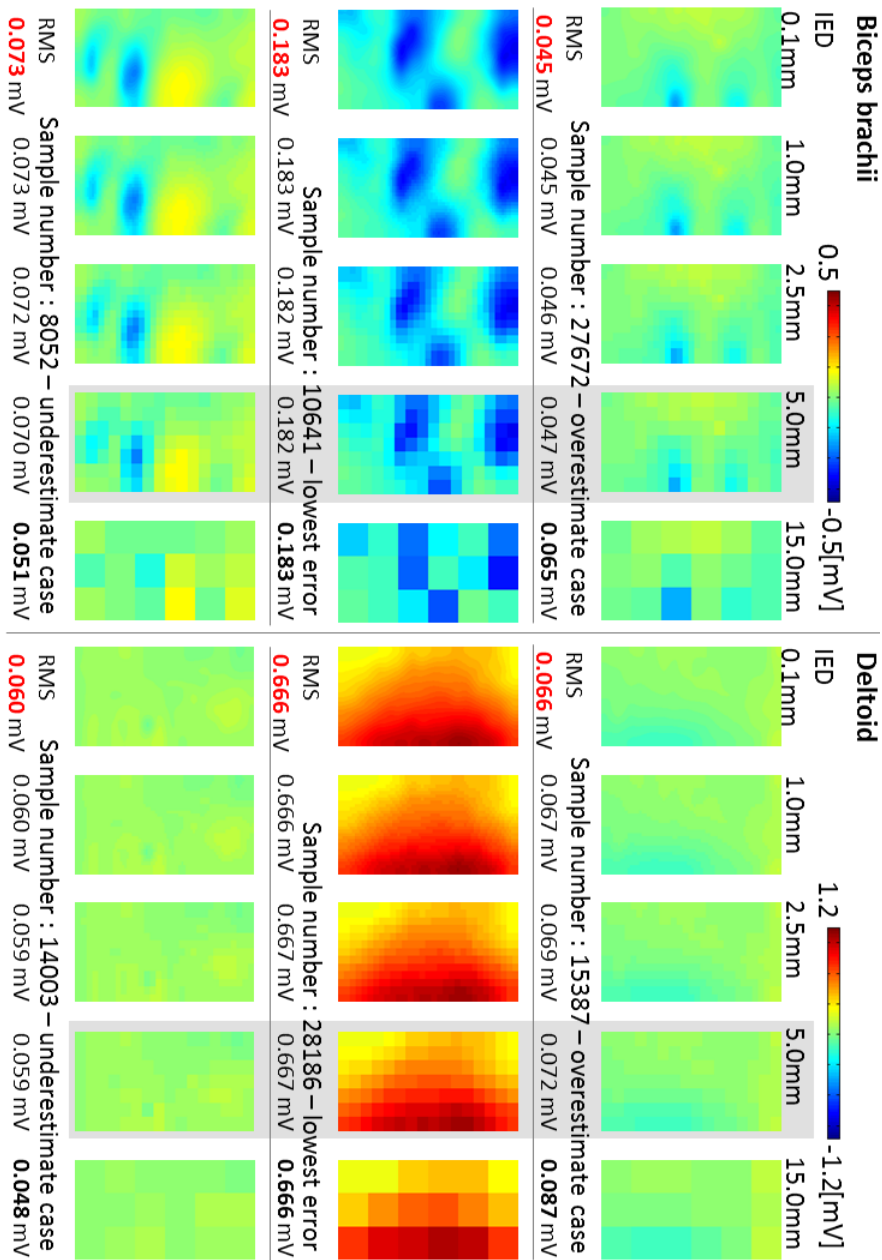 Biceps brachii
0.5 -0.5[mV]
IED
0.1mm 1.0mm 2.5mm 5.0mm 15.0mm
Sample number : 27672 – overestimate case
RMS
0.045 mV 0.045 mV 0.046 mV 0.047 mV 0.065 mV
Sample number : 10641 – lowest error
RMS
0.183 mV 0.183 mV 0.182 mV 0.182 mV 0.183 mV
Sample number : 8052 – underestimate case
RMS
0.073 mV 0.073 mV 0.072 mV 0.070 mV 0.051 mV
Deltoid
1.2 -1.2[mV]
IED
0.1mm 1.0mm 2.5mm 5.0mm 15.0mm
Sample number : 15387 – overestimate case
RMS
0.066 mV 0.067 mV 0.069 mV 0.072 mV 0.087 mV
Sample number : 28186 – lowest error
RMS
0.666 mV 0.666 mV 0.667 mV 0.667 mV 0.666 mV
Sample number : 14003 – underestimate case
RMS
0.060 mV 0.060 mV 0.059 mV 0.059 mV 0.048 mV